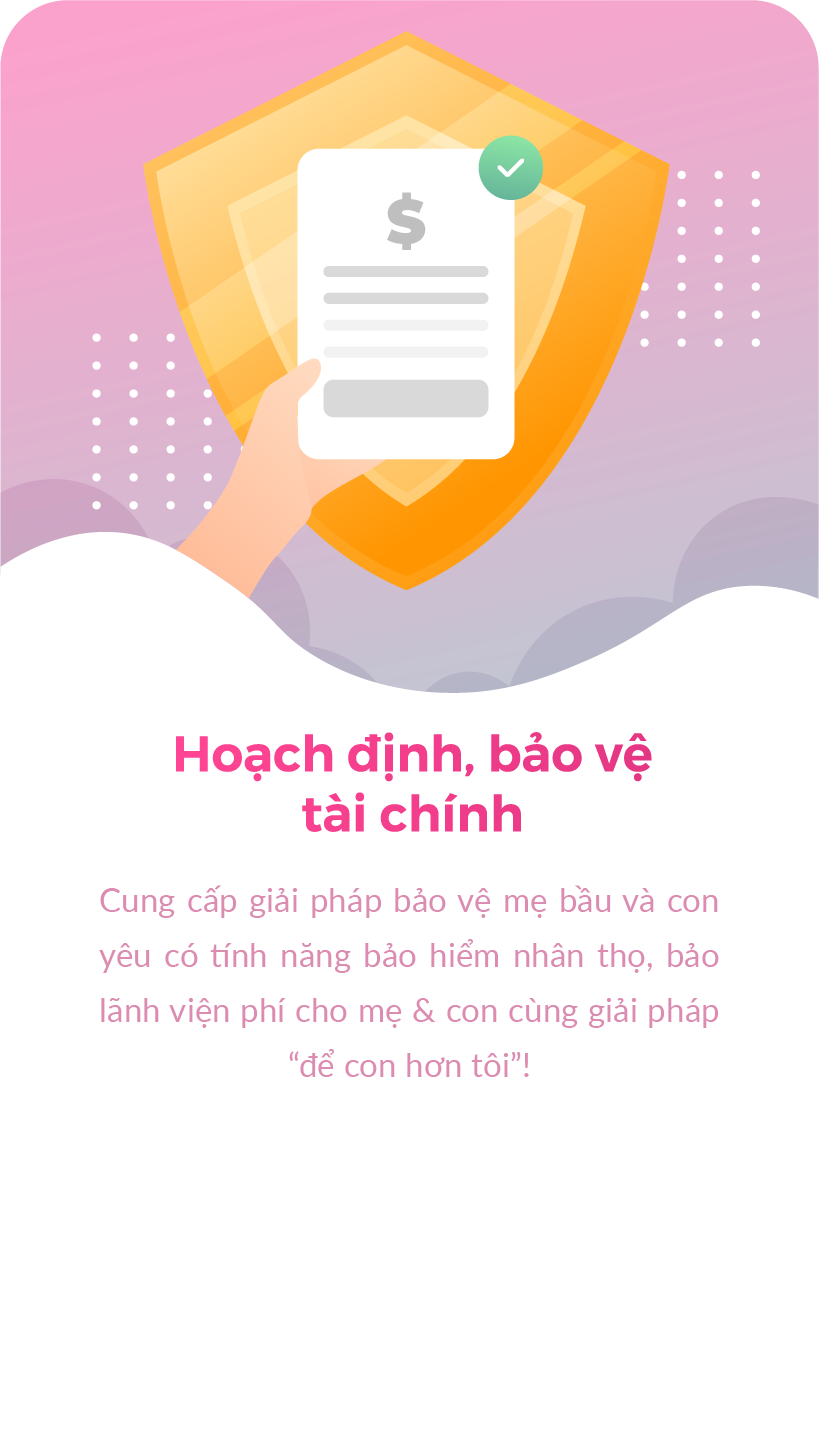 $
Hoạch định, bảo vệ
tài chính
Cung cấp giải pháp bảo vệ mẹ bầu và con
yêu có tính năng bảo hiểm nhân thọ, bảo
lãnh viện phí cho mẹ & con cùng giải pháp
“để con hơn tôi”!